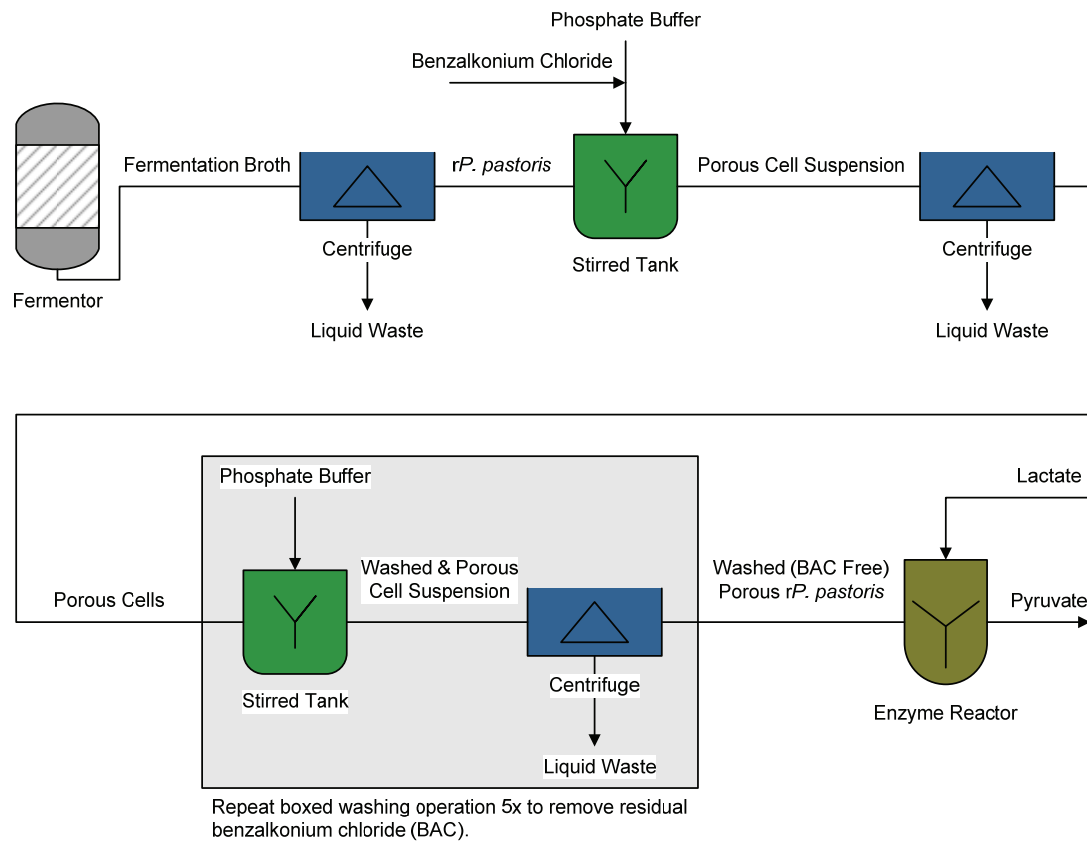 Phosphate Buffer
Benzalkonium Chloride
Fermentation Broth
rP. pastoris
Porous Cell Suspension
Centrifuge
Stirred Tank
Centrifuge
Fermentor
Liquid Waste
Liquid Waste
Phosphate Buffer
Lactate
Washed & Porous
Cell Suspension
Washed (BAC Free)
Porous rP. pastoris
Porous Cells
Pyruvate
Stirred Tank
Centrifuge
Enzyme Reactor
Liquid Waste
Repeat boxed washing operation 5x to remove residual
benzalkonium chloride (BAC).